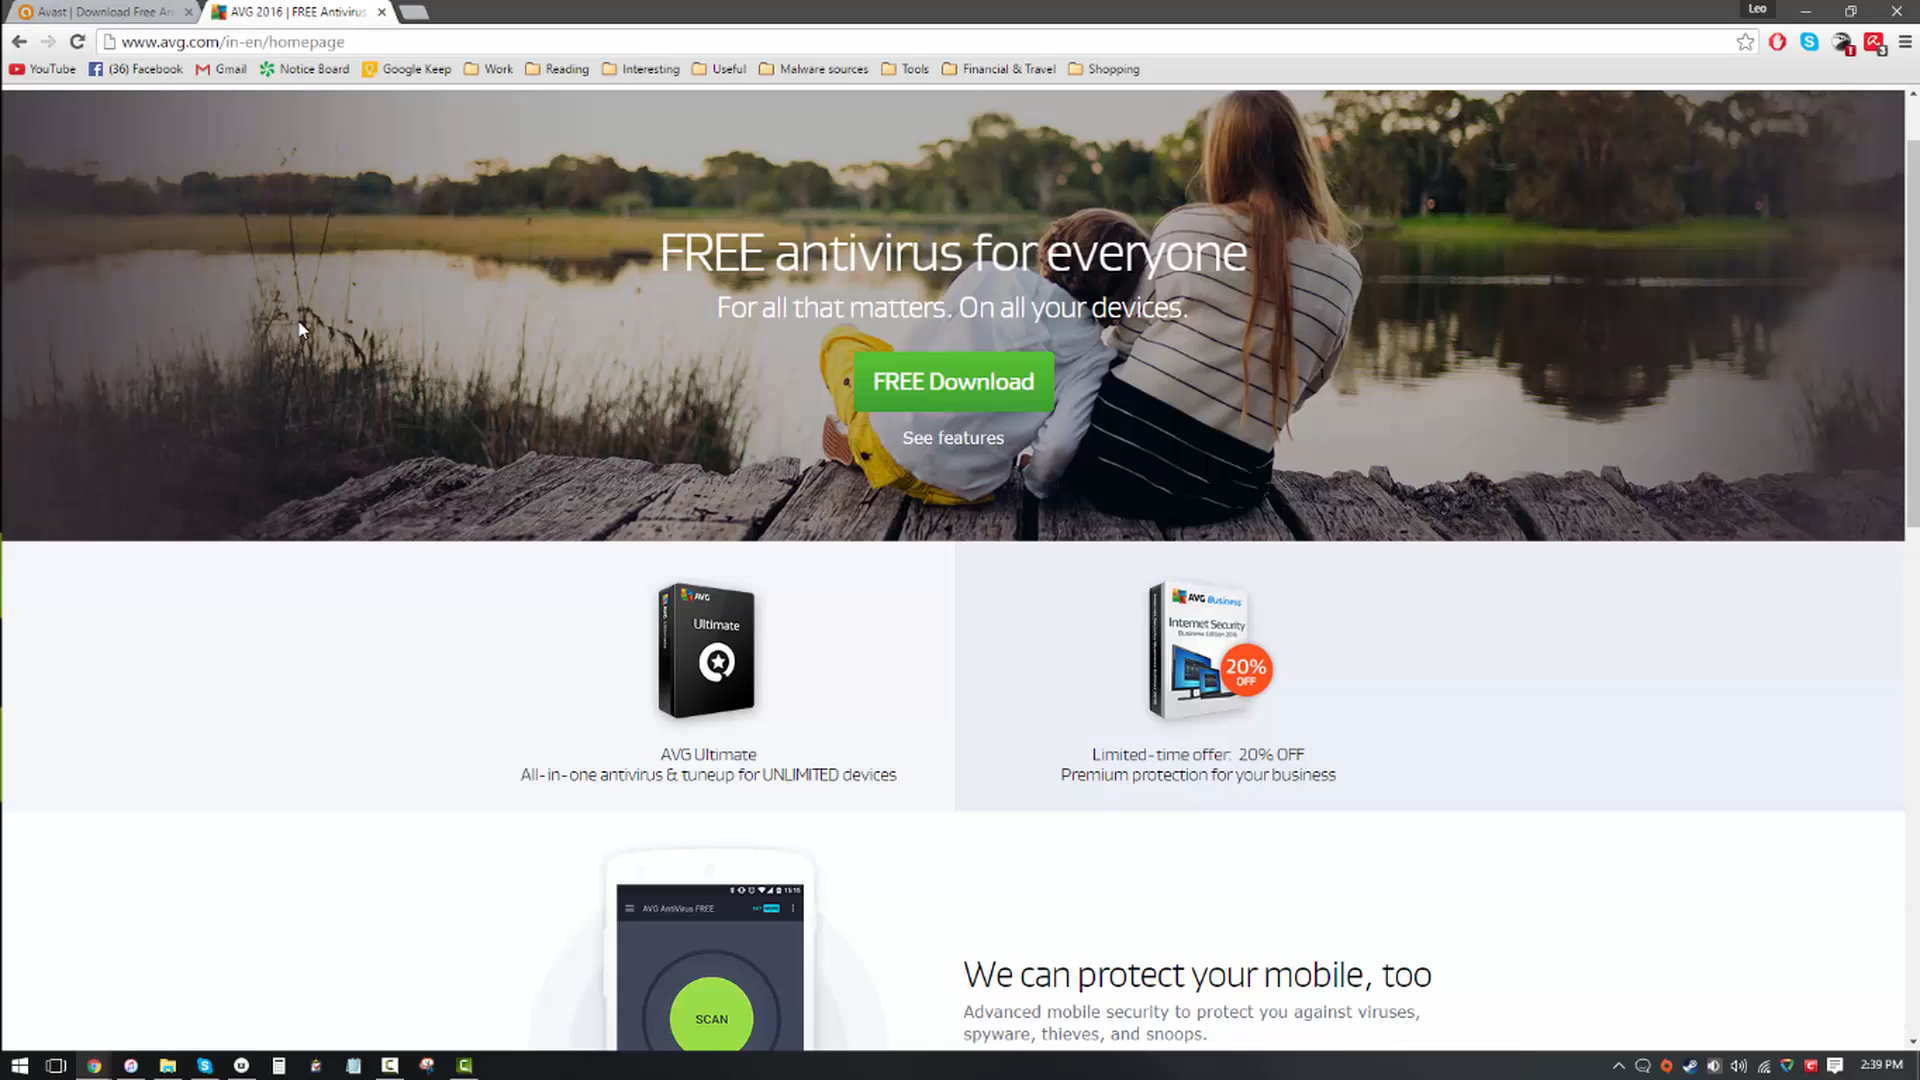 Avast | Download Free An
AVG 2016 | FREE Antivirus
Leo
www.avg.com/in-en/homepage
1
3
YouTube
(36) Facebook
Gmail
Notice Board
Google Keep
Work
Reading
Interesting
Useful
Malware sources
Tools
Financial & Travel
Shopping
FREE antivirus for everyone
For all that matters. On all your devices.
FREE Download
See features
AVG
Ultimate
AVG Business
Internet Security
Business Edition 2016
20%
OFF
AVG Ultimate
All-in-one antivirus & tuneup for UNLIMITED devices
Limited-time offer: 20% OFF
Premium protection for your business
15:15
AVG AntiVirus FREE
SCAN
We can protect your mobile, too
Advanced mobile security to protect you against viruses,
spyware, thieves, and snoops.
2:39 PM